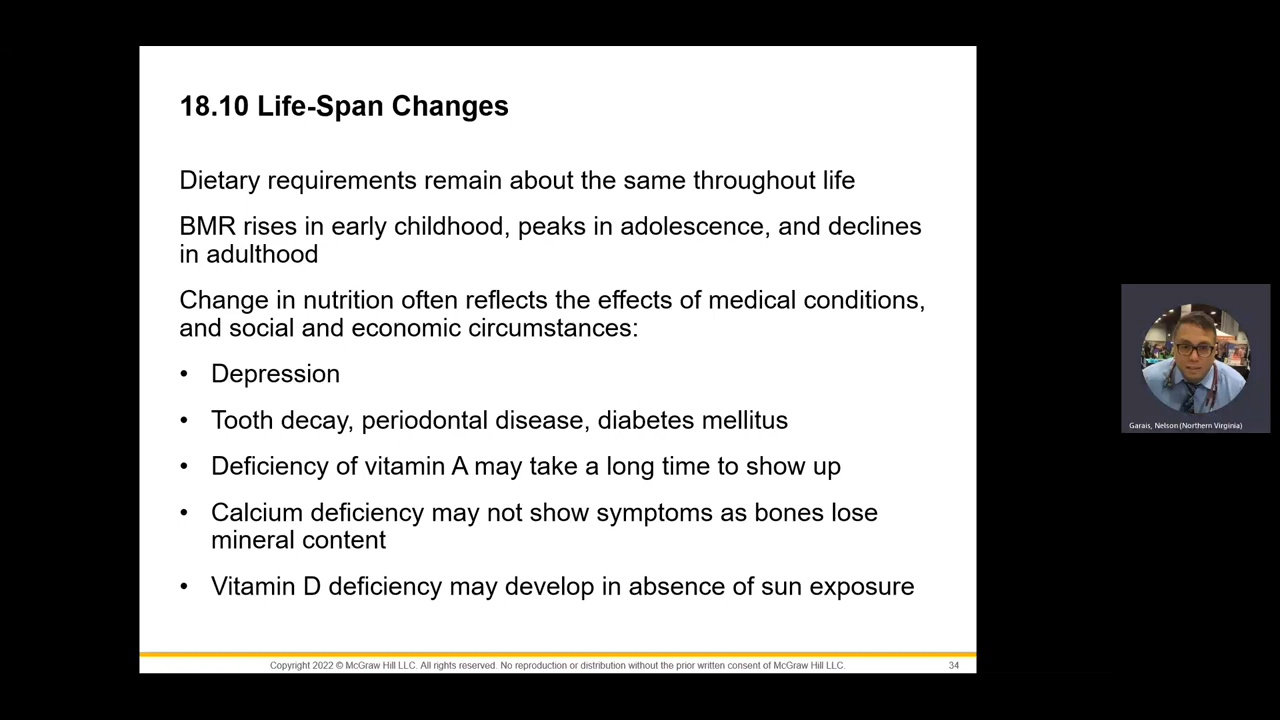 18.10 Life-Span Changes
Dietary requirements remain about the same throughout life
BMR rises in early childhood, peaks in adolescence, and declines
in adulthood
Change in nutrition often reflects the effects of medical conditions,
and social and economic circumstances:
• Depression
• Tooth decay, periodontal disease, diabetes mellitus
• Deficiency of vitamin A may take a long time to show up
• Calcium deficiency may not show symptoms as bones lose
mineral content
• Vitamin D deficiency may develop in absence of sun exposure
Copyright 2022 © McGraw Hill LLC. All rights reserved. No reproduction or distribution without the prior written consent of McGraw Hill LLC.
34
Garais, Nelson (Northern Virginia)